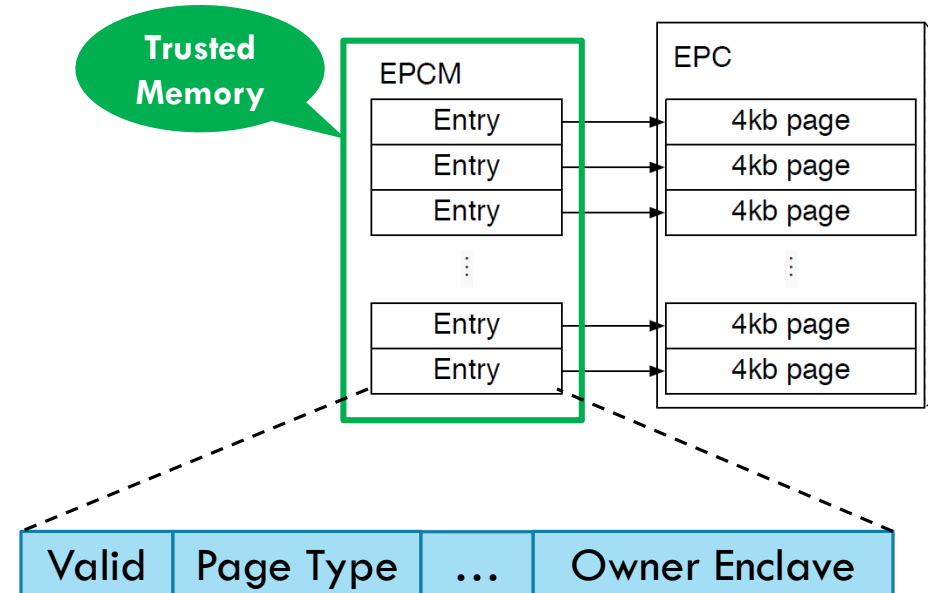 Trusted
Memory
EPCM
EPC
Entry
4kb page
Entry
4kb page
Entry
4kb page
⋮
⋮
Entry
4kb page
Entry
4kb page
Valid
Page Type
...
Owner Enclave